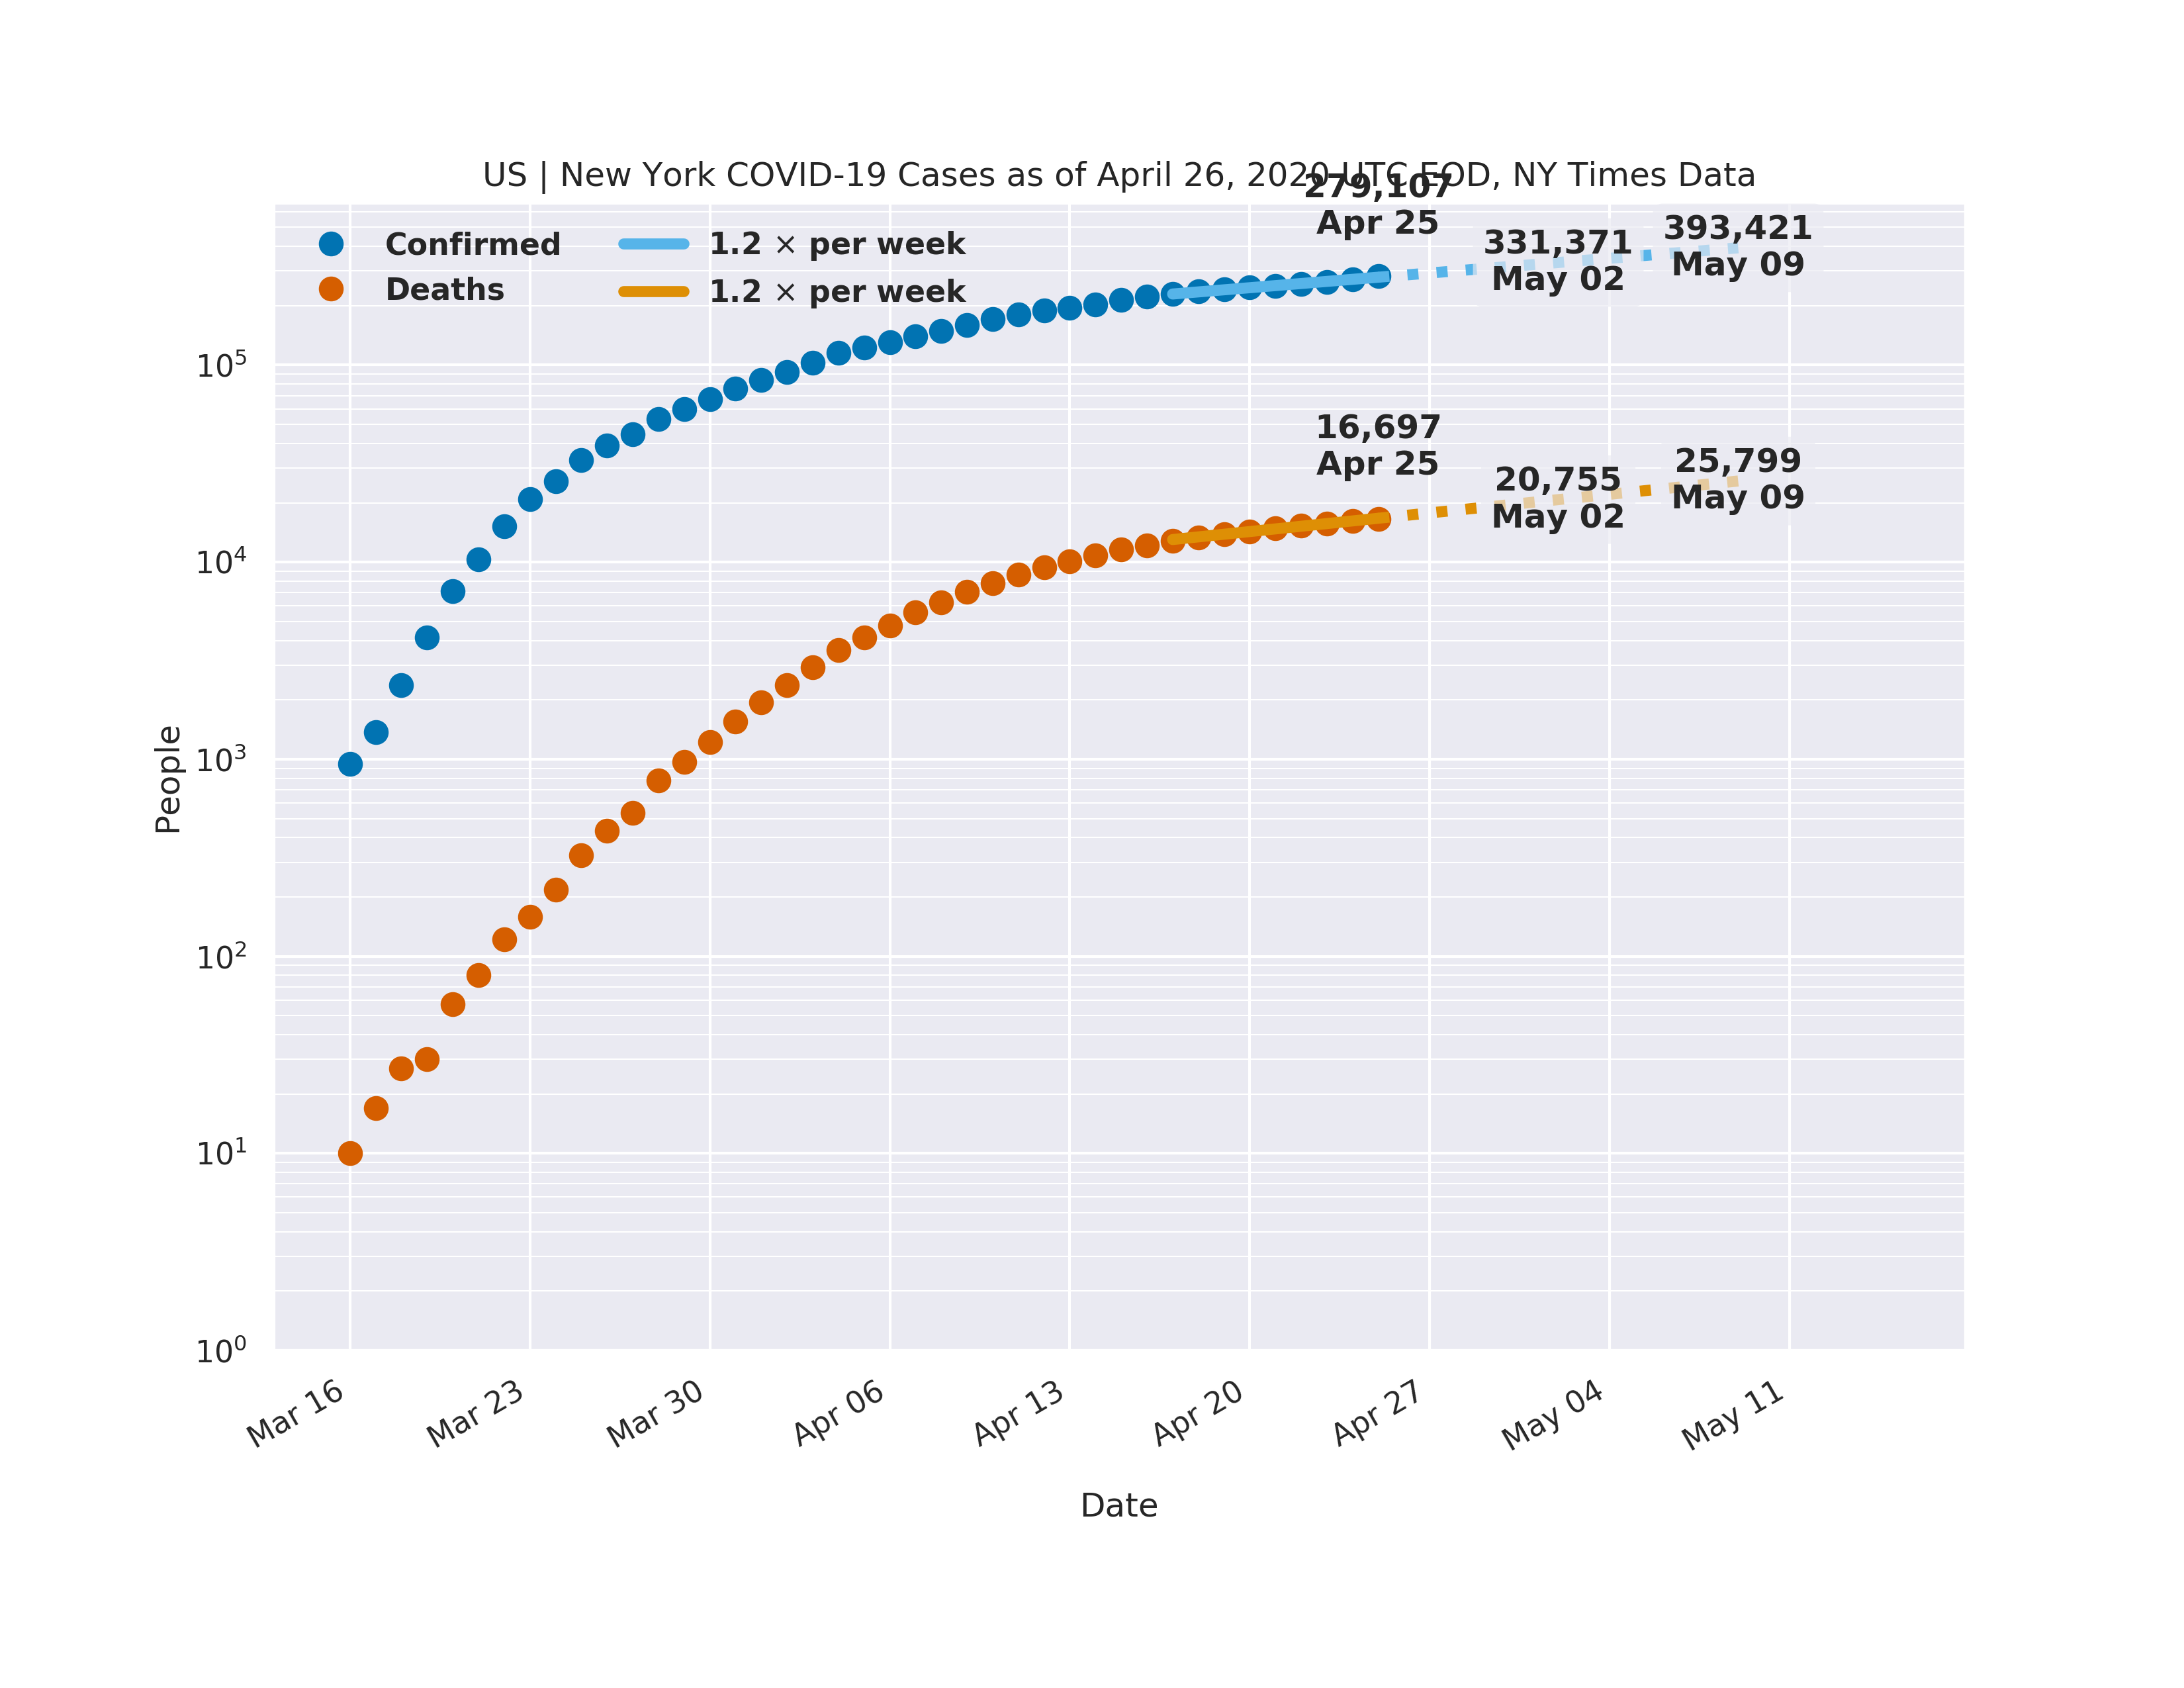 US | New York COVID-19 Cases as of April 26, 2020 UTC EOD, NY Times Data
279,107
Apr 25
331,371
May 02
393,421
May 09
Confirmed
Deaths
1.2 × per week
1.2 × per week
16,697
Apr 25
20,755
May 02
25,799
May 09
People
10⁵
10⁴
10³
10²
10¹
10⁰
Mar 16
Mar 23
Mar 30
Apr 06
Apr 13
Apr 20
Apr 27
May 04
May 11
Date